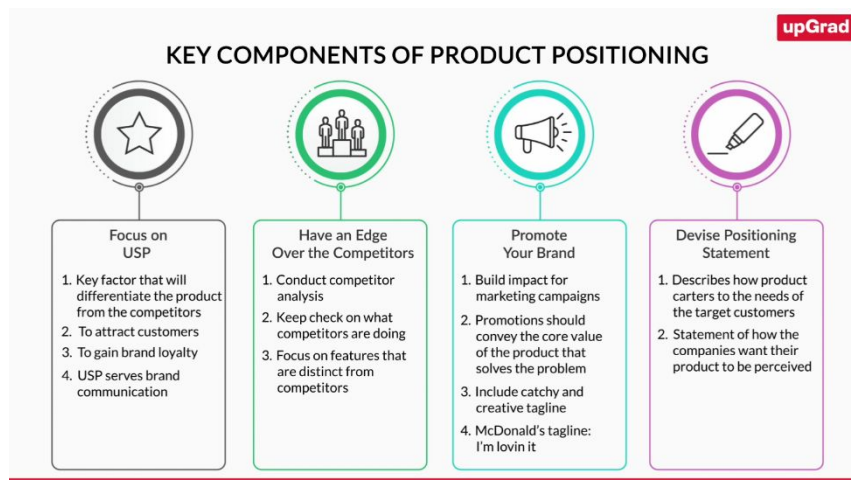 upGrad
KEY COMPONENTS OF PRODUCT POSITIONING
Focus on
USP
1. Key factor that will
differentiate the product
from the competitors
2. To attract customers
3. To gain brand loyalty
4. USP serves brand
communication
Have an Edge
Over the Competitors
1. Conduct competitor
analysis
2. Keep check on what
competitors are doing
3. Focus on features that
are distinct from
competitors
Promote
Your Brand
1. Build impact for
marketing campaigns
2. Promotions should
convey the core value
of the product that
solves the problem
3. Include catchy and
creative tagline
4. McDonald's tagline:
I'm lovin it
Devise Positioning
Statement
1. Describes how product
carters to the needs of
the target customers
2. Statement of how the
companies want their
product to be perceived